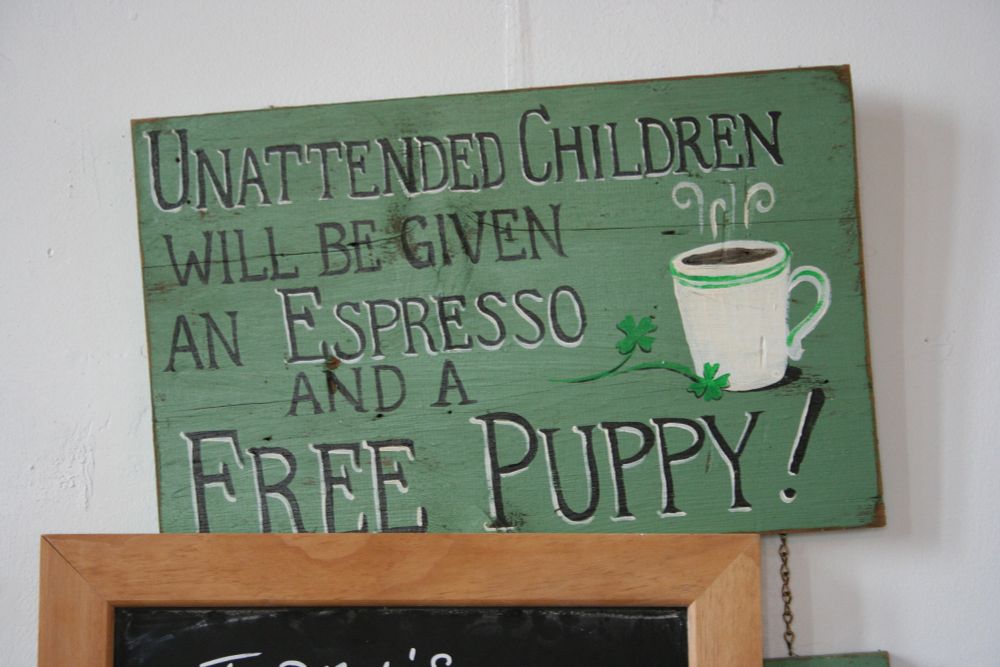 UNATTENDED CHILDREN
WILL BE GIVEN
AN ESPRESSO
AND A
FREE PUPPY!